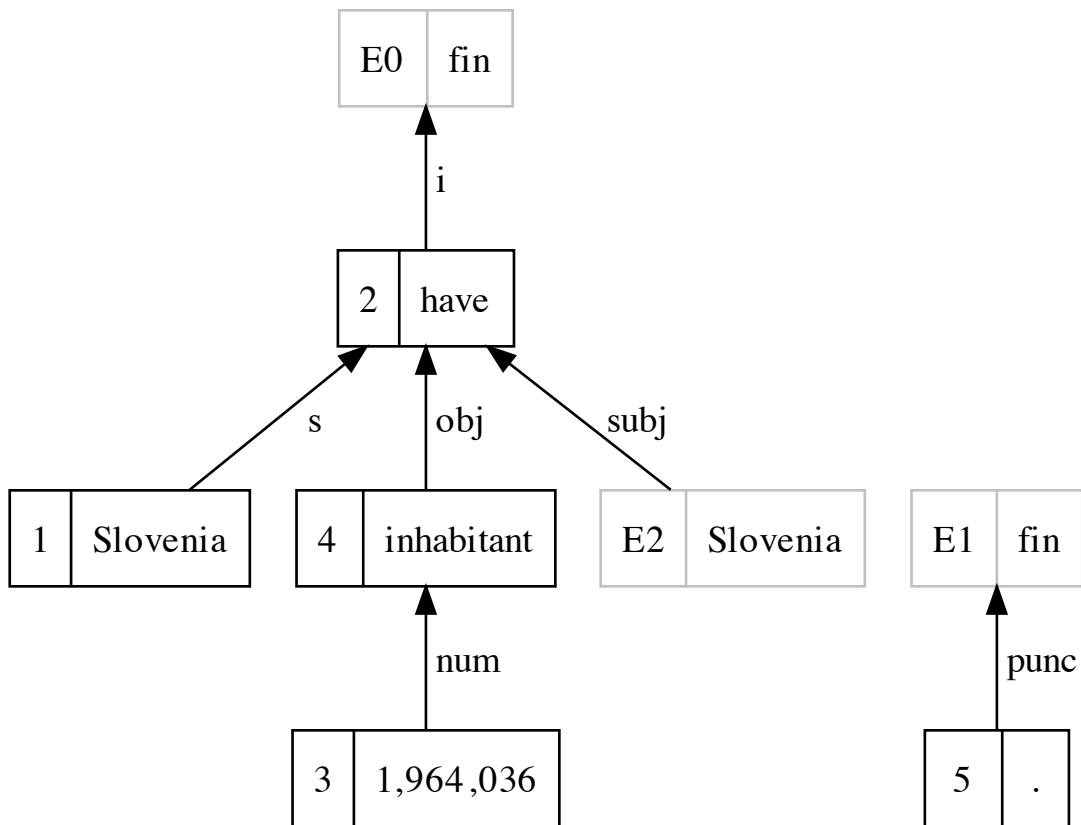 E0 fin
i
2 have
s obj subj
1 Slovenia 4 inhabitant E2 Slovenia E1 fin
num punc
3 1,964,036 5 .